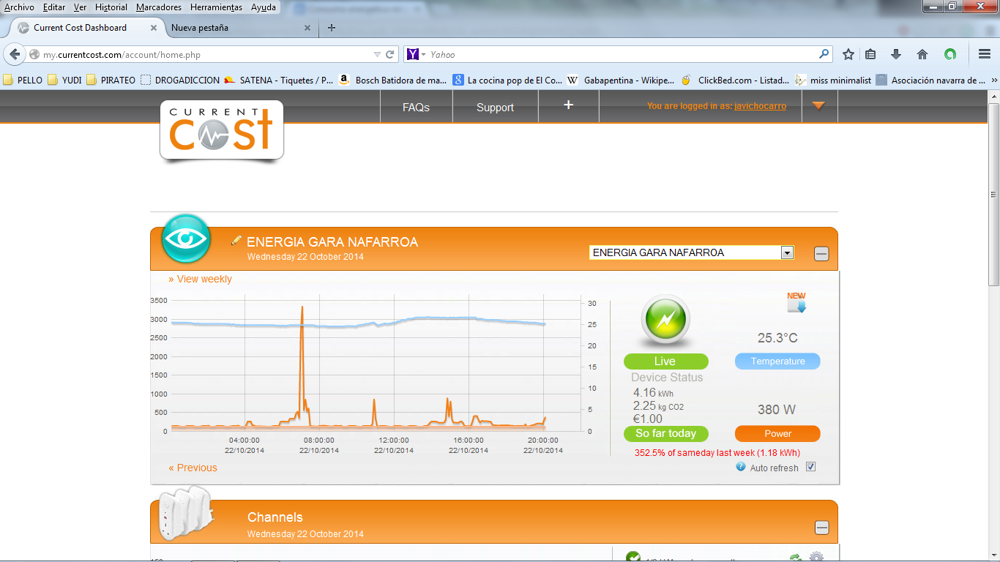 Archivo Editar Ver Historial Marcadores Herramientas Ayuda
Current Cost Dashboard
Nueva pestaña
my.currentcost.com/account/home.php
Yahoo
PELLO YUDI PIRATEO DROGADICCION SATENA - Tiquetes / P... Bosch Batidora de ma... La cocina pop de El Co... Gabapentina - Wikipe... ClickBed.com - Listad... miss minimalist Asociación navarra de ... »
CURRENT
cost
FAQs Support + You are logged in as: javichocarro
ENERGIA GARA NAFARROA
Wednesday 22 October 2014
ENERGIA GARA NAFARROA
» View weekly
3500
3000
2500
2000
1500
1000
500
0
30
25
20
15
10
5
0
04:00:00 08:00:00 12:00:00 16:00:00 20:00:00
22/10/2014 22/10/2014 22/10/2014 22/10/2014 22/10/2014
« Previous
Live
Device Status
4.16 kWh
2.25 kg CO2
€1.00
So far today
NEW
25.3°C
Temperature
380 W
Power
352.5% of sameday last week (1.18 kWh)
Auto refresh
Channels
Wednesday 22 October 2014